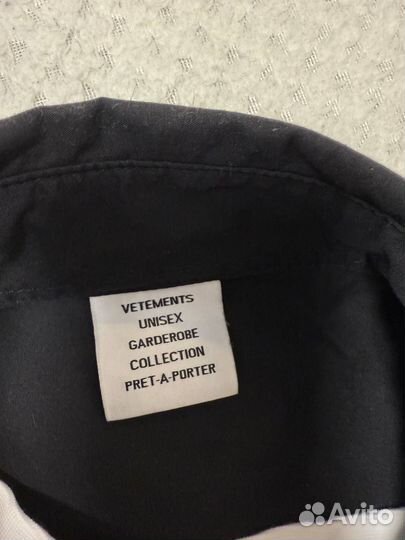 VETEMENTS
UNISEX
GARDEROBE
COLLECTION
PRET-A-PORTER
Avito